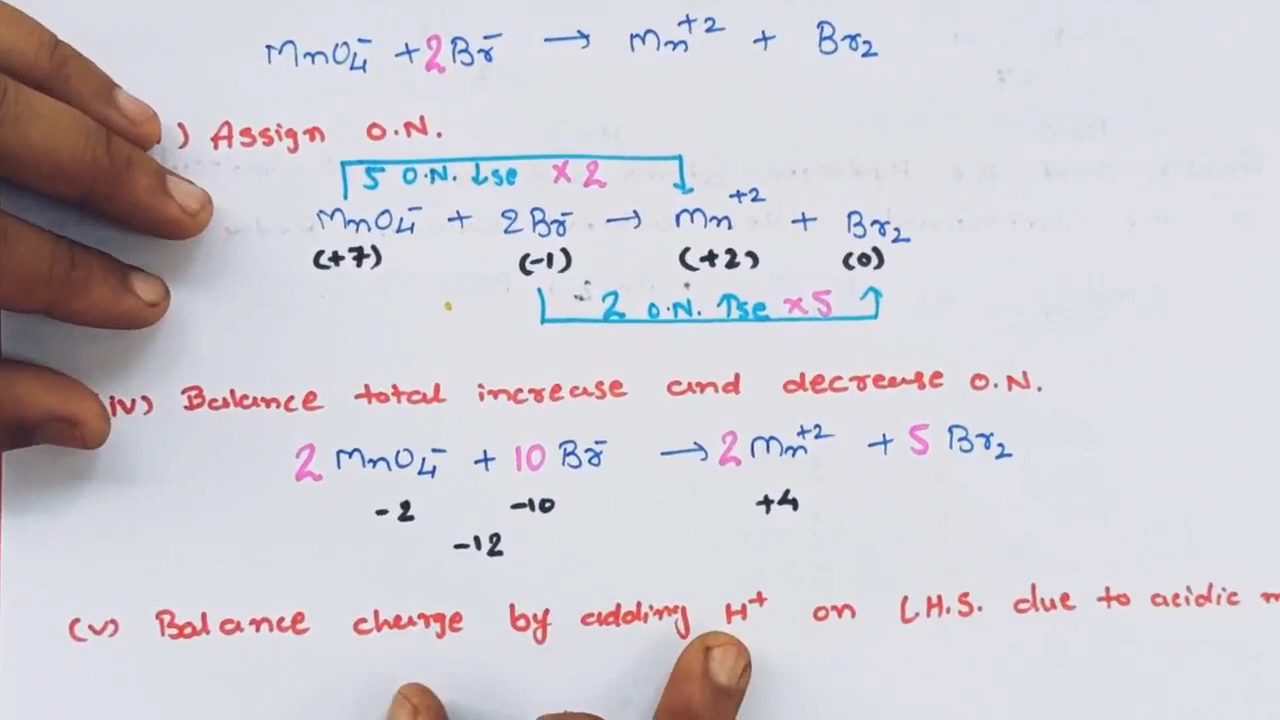 MnO4⁻ + 2Br⁻ → Mn⁺² + Br₂
) Assign O.N.
5 O.N. ↓se × 2
MnO4⁻ + 2Br⁻ → Mn⁺² + Br₂
(+7) (-1) (+2) (0)
2 O.N. ↑se ×5
iv) Balance total increase and decrease O.N.
2 MnO4⁻ + 10 Br⁻ → 2 Mn⁺² + 5 Br₂
-2 -10 +4
-12
(v) Balance charge by adding H⁺ on L.H.S. due to acidic